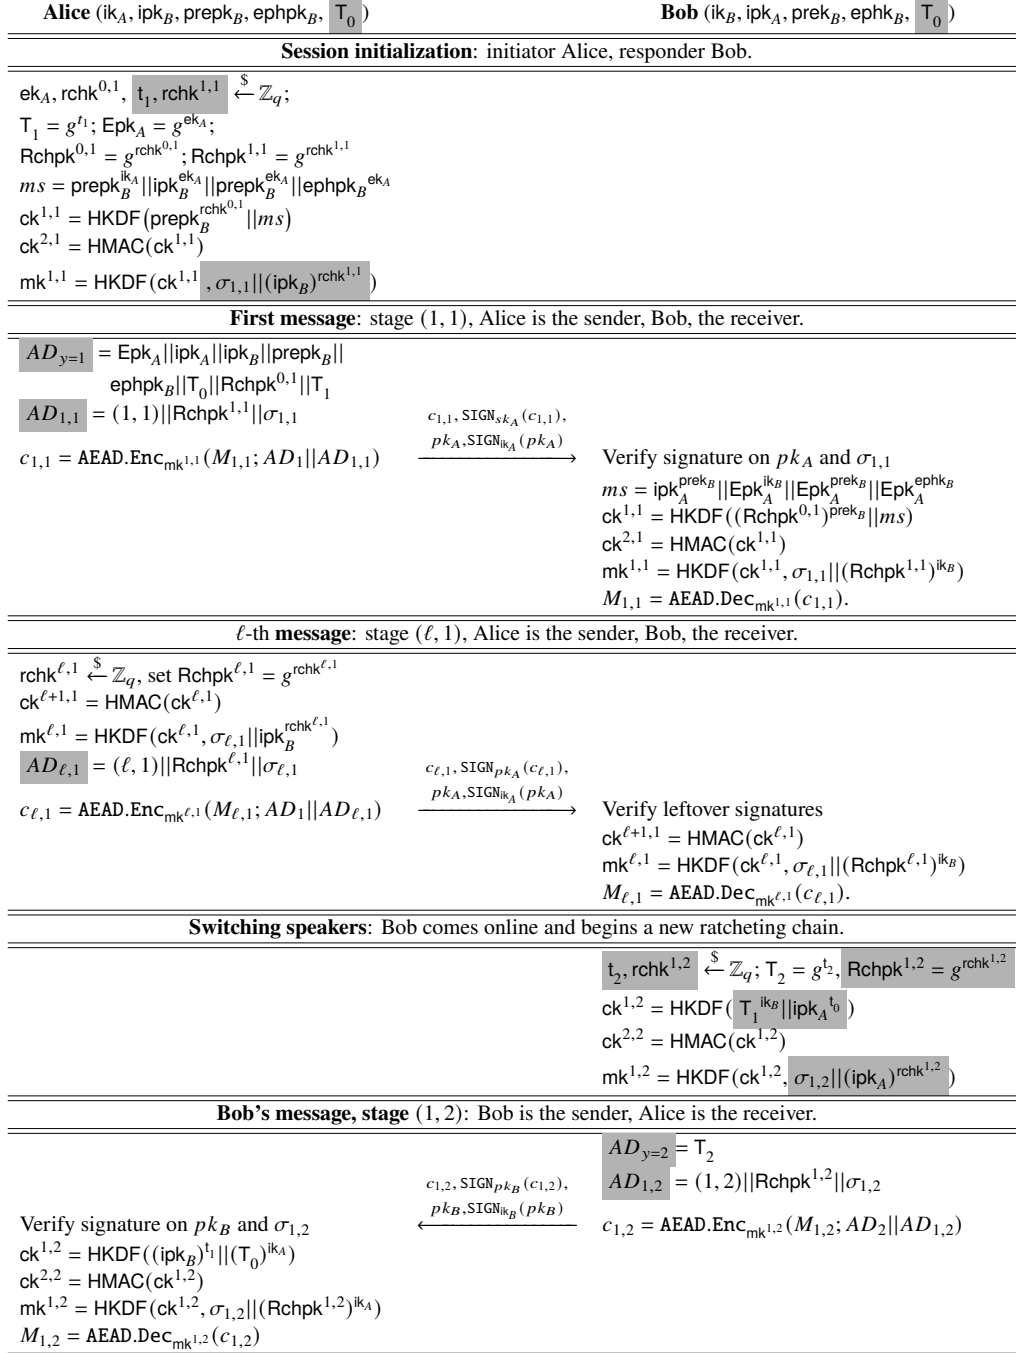 Alice (ik_A, ipk_B, prepk_B, ephpk_B, T_0) Bob (ik_B, ipk_A, prek_B, ephk_B, T_0)
Session initialization: initiator Alice, responder Bob.
ek_A, rchk^{0,1}, t_1, rchk^{1,1} ←$ ℤ_q;
T_1 = g^{t_1}; Epk_A = g^{ek_A};
Rchpk^{0,1} = g^{rchk^{0,1}}; Rchpk^{1,1} = g^{rchk^{1,1}}
ms = prepk_B^{ik_A}||ipk_B^{ek_A}||prepk_B^{ek_A}||ephpk_B^{ek_A}
ck^{1,1} = HKDF(prepk_B^{rchk^{0,1}}||ms)
ck^{2,1} = HMAC(ck^{1,1})
mk^{1,1} = HKDF(ck^{1,1}, σ_{1,1}||(ipk_B)^{rchk^{1,1}})
First message: stage (1, 1), Alice is the sender, Bob, the receiver.
AD_{y=1} = Epk_A||ipk_A||ipk_B||prepk_B||
ephpk_B||T_0||Rchpk^{0,1}||T_1
AD_{1,1} = (1, 1)||Rchpk^{1,1}||σ_{1,1}
c_{1,1}, SIGN_{sk_A}(c_{1,1}),
pk_A,SIGN_{ik_A}(pk_A)
c_{1,1} = AEAD.Enc_{mk^{1,1}}(M_{1,1}; AD_1||AD_{1,1}) → Verify signature on pk_A and σ_{1,1}
ms = ipk_A^{prek_B}||Epk_A^{ik_B}||Epk_A^{prek_B}||Epk_A^{ephk_B}
ck^{1,1} = HKDF((Rchpk^{0,1})^{prek_B}||ms)
ck^{2,1} = HMAC(ck^{1,1})
mk^{1,1} = HKDF(ck^{1,1}, σ_{1,1}||(Rchpk^{1,1})^{ik_B})
M_{1,1} = AEAD.Dec_{mk^{1,1}}(c_{1,1}).
ℓ-th message: stage (ℓ, 1), Alice is the sender, Bob, the receiver.
rchk^{ℓ,1} ←$ ℤ_q, set Rchpk^{ℓ,1} = g^{rchk^{ℓ,1}}
ck^{ℓ+1,1} = HMAC(ck^{ℓ,1})
mk^{ℓ,1} = HKDF(ck^{ℓ,1}, σ_{ℓ,1}||ipk_B^{rchk^{ℓ,1}})
AD_{ℓ,1} = (ℓ, 1)||Rchpk^{ℓ,1}||σ_{ℓ,1}
c_{ℓ,1}, SIGN_{pk_A}(c_{ℓ,1}),
pk_A,SIGN_{ik_A}(pk_A)
c_{ℓ,1} = AEAD.Enc_{mk^{ℓ,1}}(M_{ℓ,1}; AD_1||AD_{ℓ,1}) → Verify leftover signatures
ck^{ℓ+1,1} = HMAC(ck^{ℓ,1})
mk^{ℓ,1} = HKDF(ck^{ℓ,1}, σ_{ℓ,1}||(Rchpk^{ℓ,1})^{ik_B})
M_{ℓ,1} = AEAD.Dec_{mk^{ℓ,1}}(c_{ℓ,1}).
Switching speakers: Bob comes online and begins a new ratcheting chain.
t_2, rchk^{1,2} ←$ ℤ_q; T_2 = g^{t_2}, Rchpk^{1,2} = g^{rchk^{1,2}}
ck^{1,2} = HKDF(T_1^{ik_B}||ipk_A^{t_0})
ck^{2,2} = HMAC(ck^{1,2})
mk^{1,2} = HKDF(ck^{1,2}, σ_{1,2}||(ipk_A)^{rchk^{1,2}})
Bob's message, stage (1, 2): Bob is the sender, Alice is the receiver.
AD_{y=2} = T_2
AD_{1,2} = (1, 2)||Rchpk^{1,2}||σ_{1,2}
c_{1,2}, SIGN_{pk_B}(c_{1,2}),
pk_B,SIGN_{ik_B}(pk_B)
Verify signature on pk_B and σ_{1,2} ← c_{1,2} = AEAD.Enc_{mk^{1,2}}(M_{1,2}; AD_2||AD_{1,2})
ck^{1,2} = HKDF((ipk_B)^{t_1}||(T_0)^{ik_A})
ck^{2,2} = HMAC(ck^{1,2})
mk^{1,2} = HKDF(ck^{1,2}, σ_{1,2}||(Rchpk^{1,2})^{ik_A})
M_{1,2} = AEAD.Dec_{mk^{1,2}}(c_{1,2})